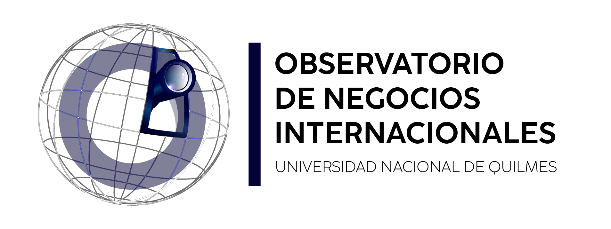 OBSERVATORIO
DE NEGOCIOS
INTERNACIONALES
UNIVERSIDAD NACIONAL DE QUILMES